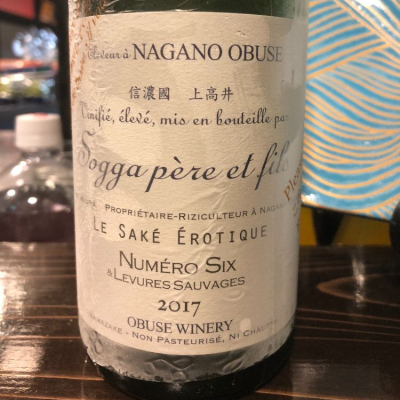 à NAGANO OBUSE
信濃國 上高井
Vinifié, élevé, mis en bouteille par
Sogga père et fils
PROPRIÉTAIRE-RIZICULTEUR À
LE SAKÉ ÉROTIQUE
NUMÉRO SIX
& LEVURES SAUVAGES
2017
OBUSE WINERY
- NON PASTEURISÉ, NI